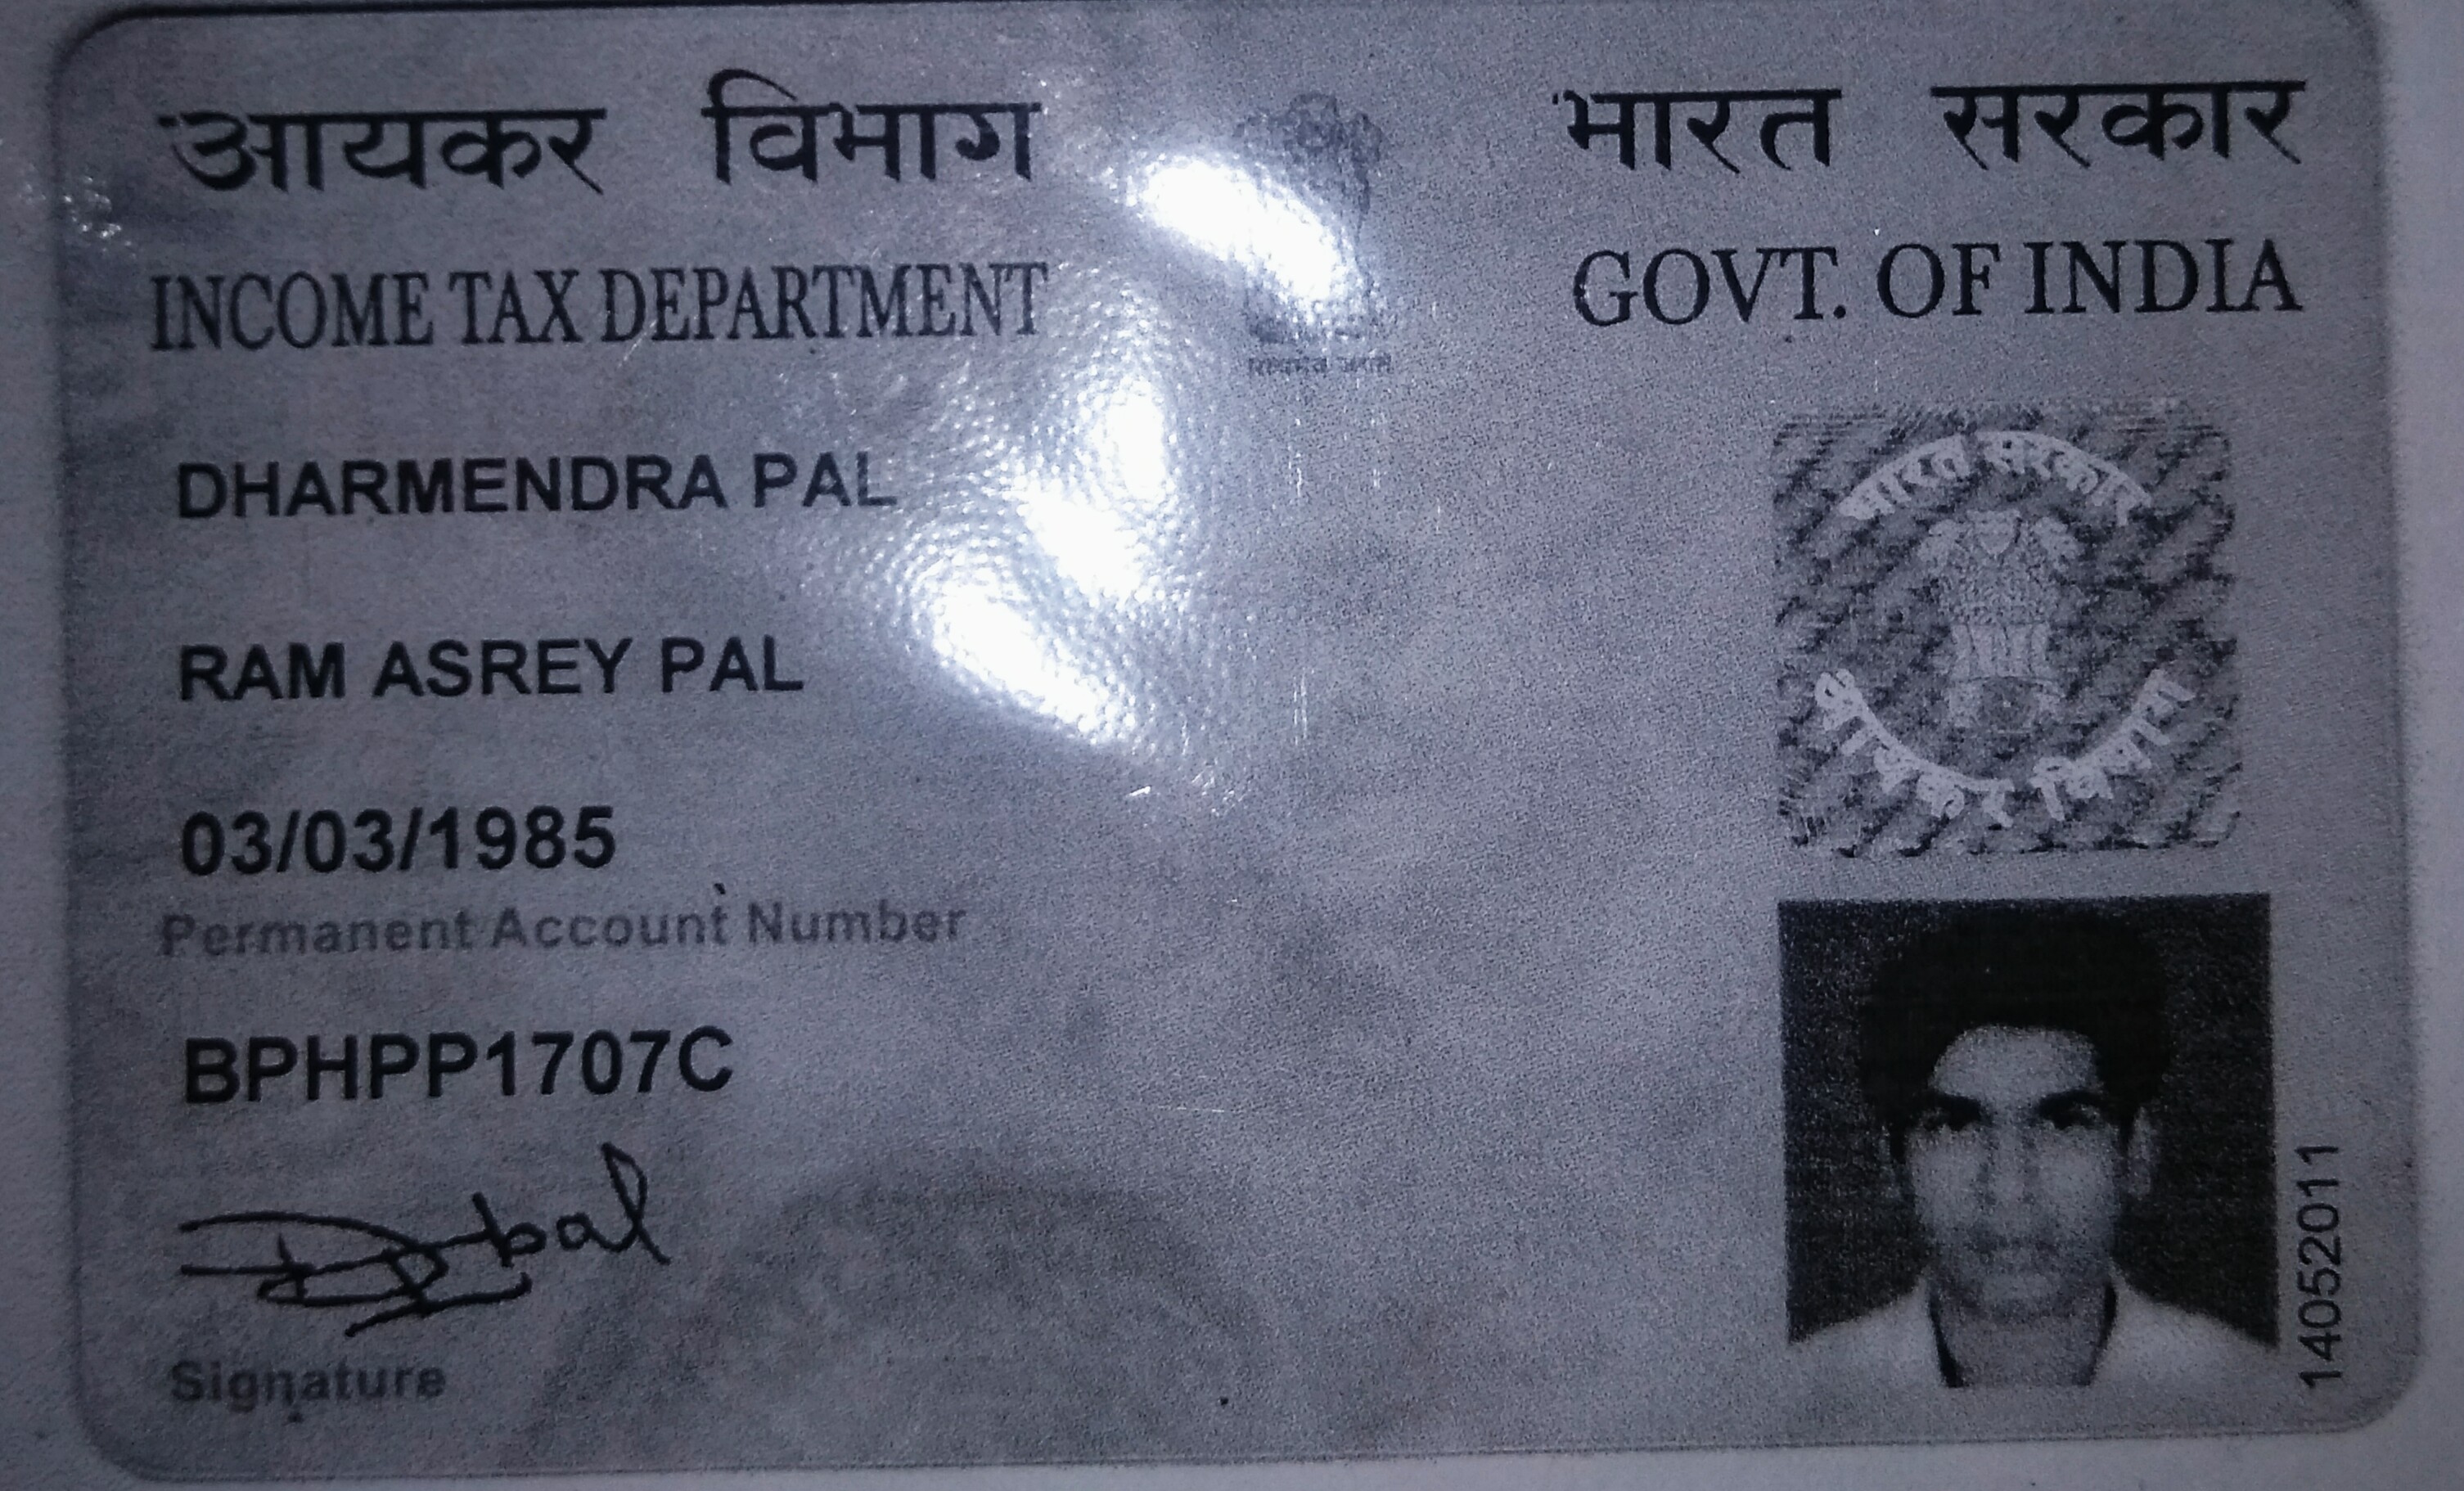 आयकर विभाग
INCOME TAX DEPARTMENT
भारत सरकार
GOVT. OF INDIA
सत्यमेव जयते
DHARMENDRA PAL
RAM ASREY PAL
03/03/1985
Permanent Account Number
BPHPP1707C
pal
Signature
भारत सरकार
आयकर विभाग
14052011